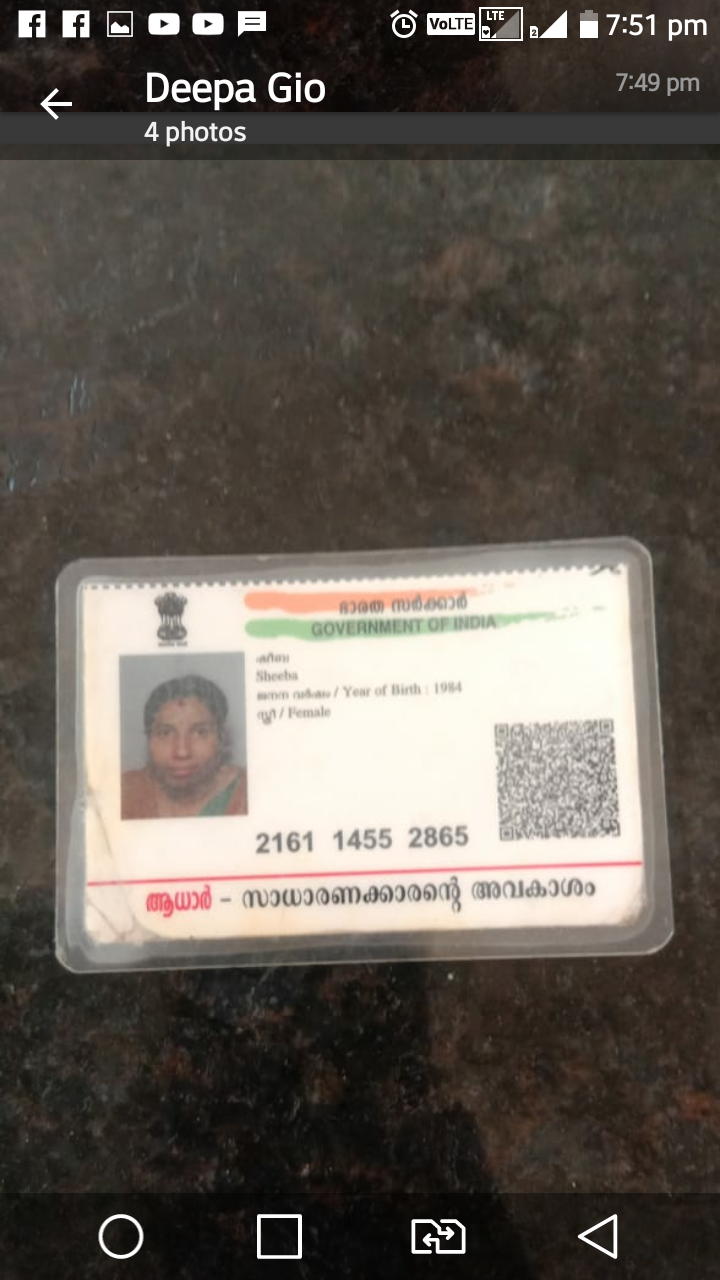 VoLTE LTE 2 7:51 pm
Deepa Gio
7:49 pm
4 photos
ഭാരത സർക്കാർ
GOVERNMENT OF INDIA
ഷീബ
Sheeba
ജനന വർഷം / Year of Birth : 1984
സ്ത്രീ / Female
2161 1455 2865
ആധാർ - സാധാരണക്കാരന്റെ അവകാശം